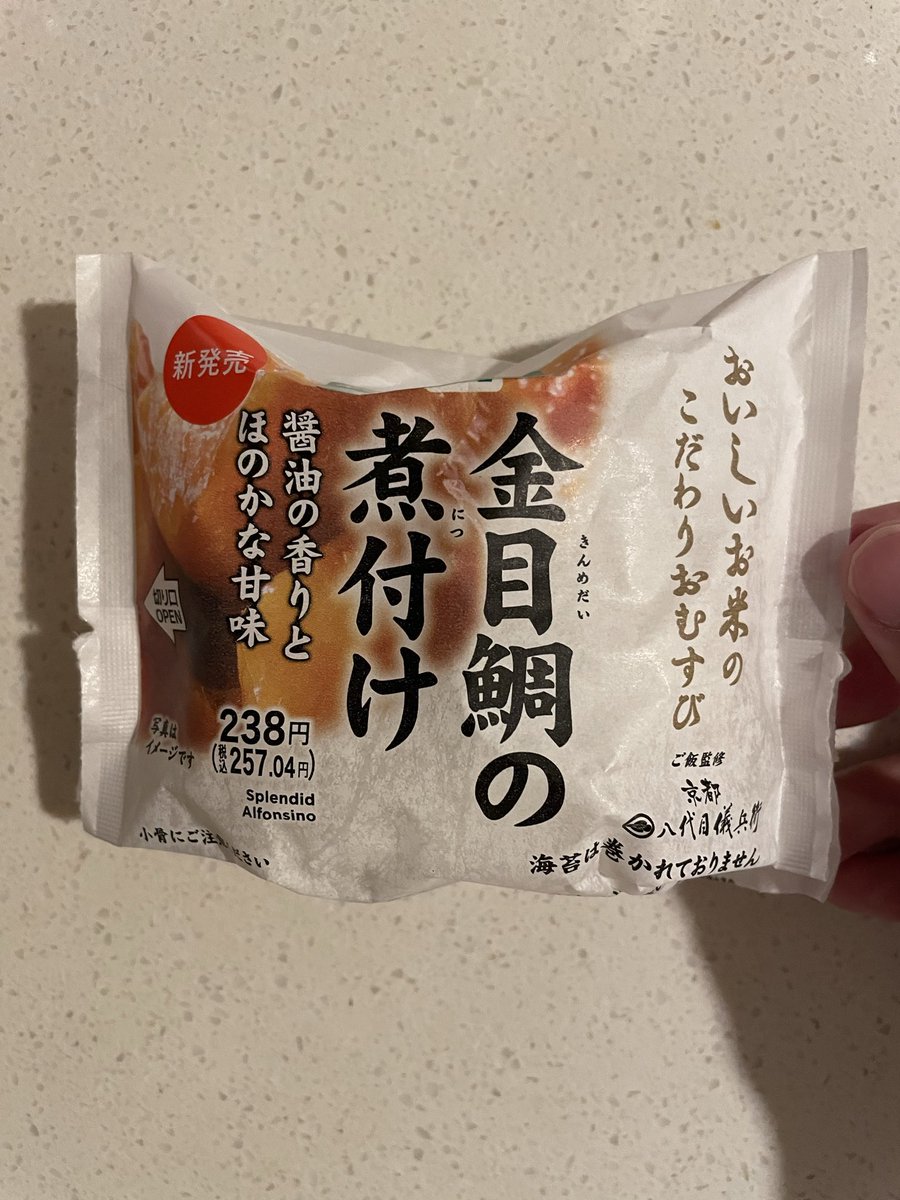 おいしいお米の
こだわりおむすび
ご飯監修
京都
八代目儀兵衛
金目鯛の
きんめだい
煮付け
につ
新発売
醤油の香りと
ほのかな甘味
切り口
OPEN
238円
(税込257.04円)
Splendid
Alfonsino
写真は
イメージです
小骨にご注意ください
海苔は巻かれておりません